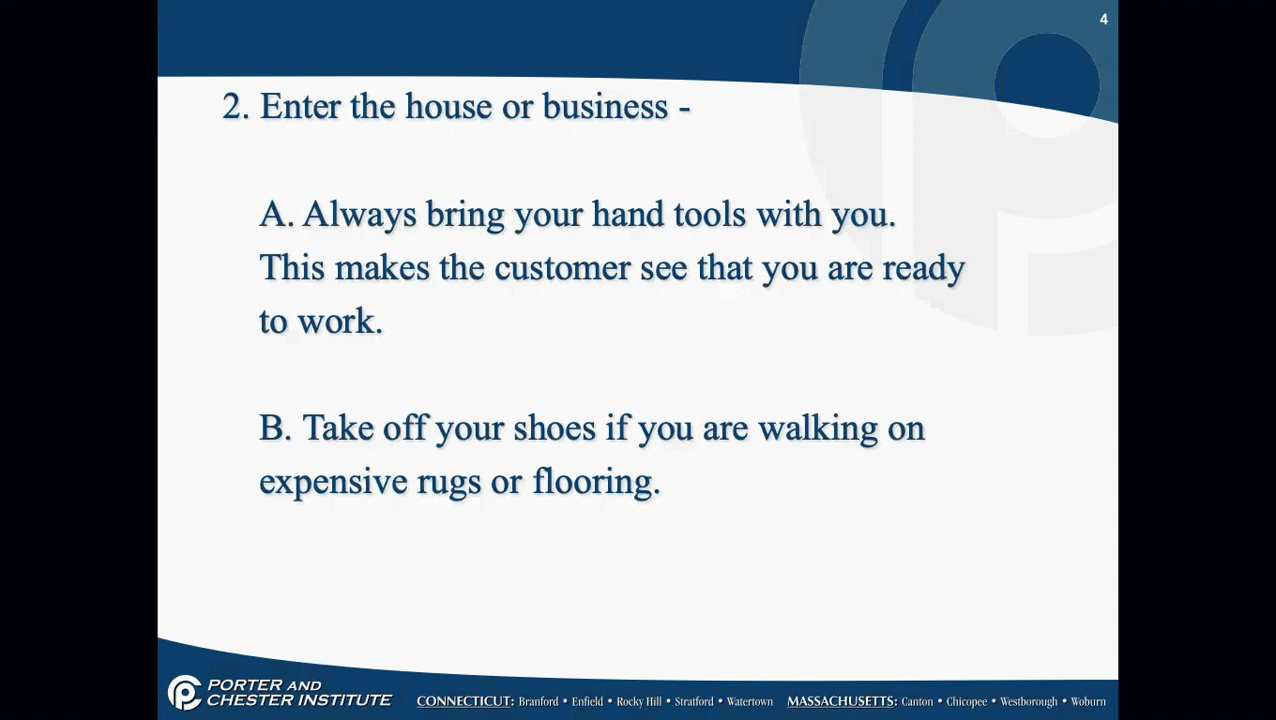 4
2. Enter the house or business -
A. Always bring your hand tools with you.
This makes the customer see that you are ready
to work.
B. Take off your shoes if you are walking on
expensive rugs or flooring.
PORTER AND
CHESTER INSTITUTE
CONNECTICUT: Branford • Enfield • Rocky Hill • Stratford • Watertown MASSACHUSETTS: Canton • Chicopee • Westborough • Woburn